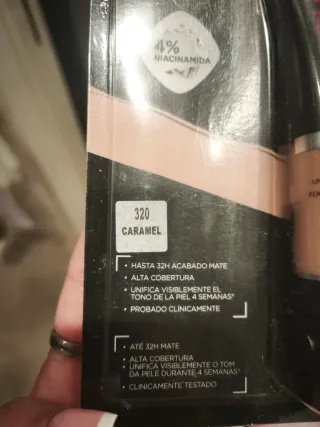 4%
NIACINAMIDA
320
CARAMEL
• HASTA 32H ACABADO MATE
• ALTA COBERTURA
• UNIFICA VISIBLEMENTE EL
TONO DE LA PIEL 4 SEMANAS*
• PROBADO CLÍNICAMENTE
• ATÉ 32H MATE
• ALTA COBERTURA
• UNIFICA VISIBLEMENTE O TOM
DA PELE DURANTE 4 SEMANAS*
• CLINICAMENTE TESTADO